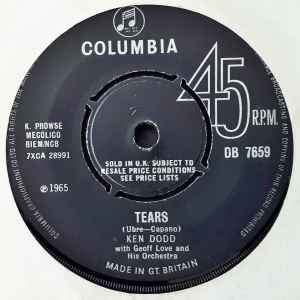 COLUMBIA
45
R.P.M.
K. PROWSE
MECOLICO
BIEM/NCB
7XCA 28991
DB 7659
SOLD IN U.K. SUBJECT TO
RESALE PRICE CONDITIONS
SEE PRICE LISTS
Ⓟ1965
TEARS
(Ubre—Capano)
KEN DODD
with Geoff Love and
His Orchestra
MADE IN GT. BRITAIN